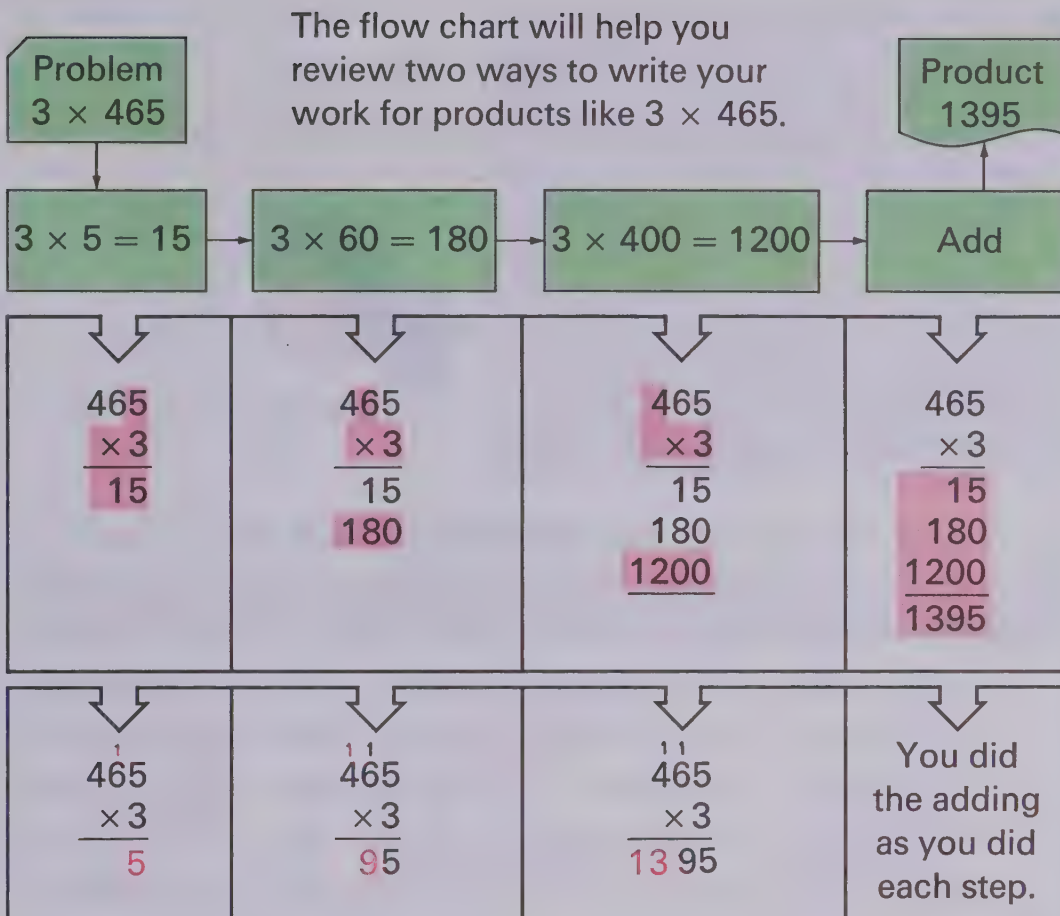 The flow chart will help you
review two ways to write your
work for products like 3 × 465.
Problem
3 × 465
Product
1395
3 × 5 = 15
3 × 60 = 180
3 × 400 = 1200
Add
465
×3
15
465
×3
15
180
465
×3
15
180
1200
465
×3
15
180
1200
1395
1
465
×3
5
1 1
465
×3
95
1 1
465
×3
1395
You did
the adding
as you did
each step.